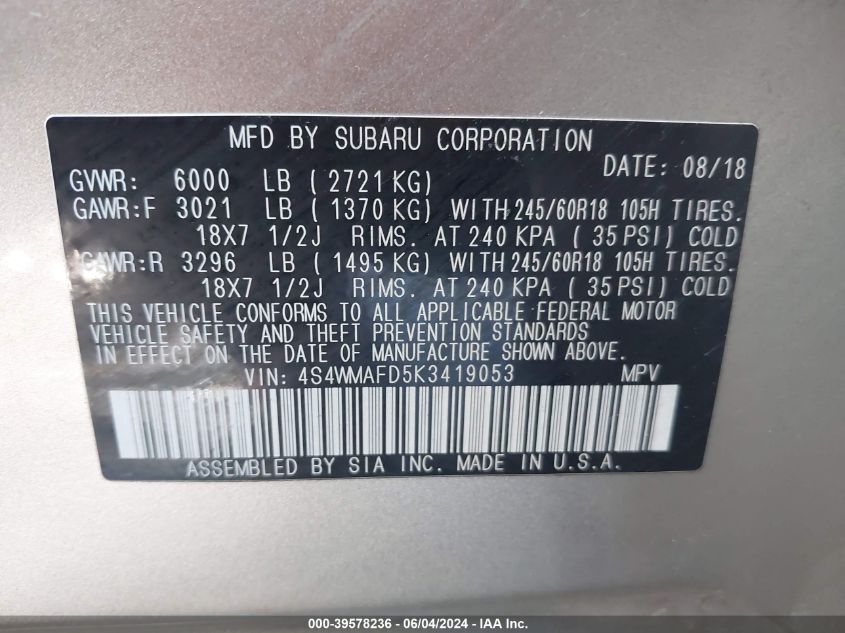 MFD BY SUBARU CORPORATION
DATE: 08/18
GVWR: 6000 LB ( 2721 KG)
GAWR:F 3021 LB ( 1370 KG) WITH 245/60R18 105H TIRES.
18X7 1/2J RIMS. AT 240 KPA ( 35 PSI) COLD
GAWR:R 3296 LB ( 1495 KG) WITH 245/60R18 105H TIRES.
18X7 1/2J RIMS. AT 240 KPA ( 35 PSI) COLD
THIS VEHICLE CONFORMS TO ALL APPLICABLE FEDERAL MOTOR
VEHICLE SAFETY AND THEFT PREVENTION STANDARDS
IN EFFECT ON THE DATE OF MANUFACTURE SHOWN ABOVE.
VIN: 4S4WMAFD5K3419053 MPV
ASSEMBLED BY SIA INC. MADE IN U.S.A.
000-39578236 - 06/04/2024 - IAA Inc.